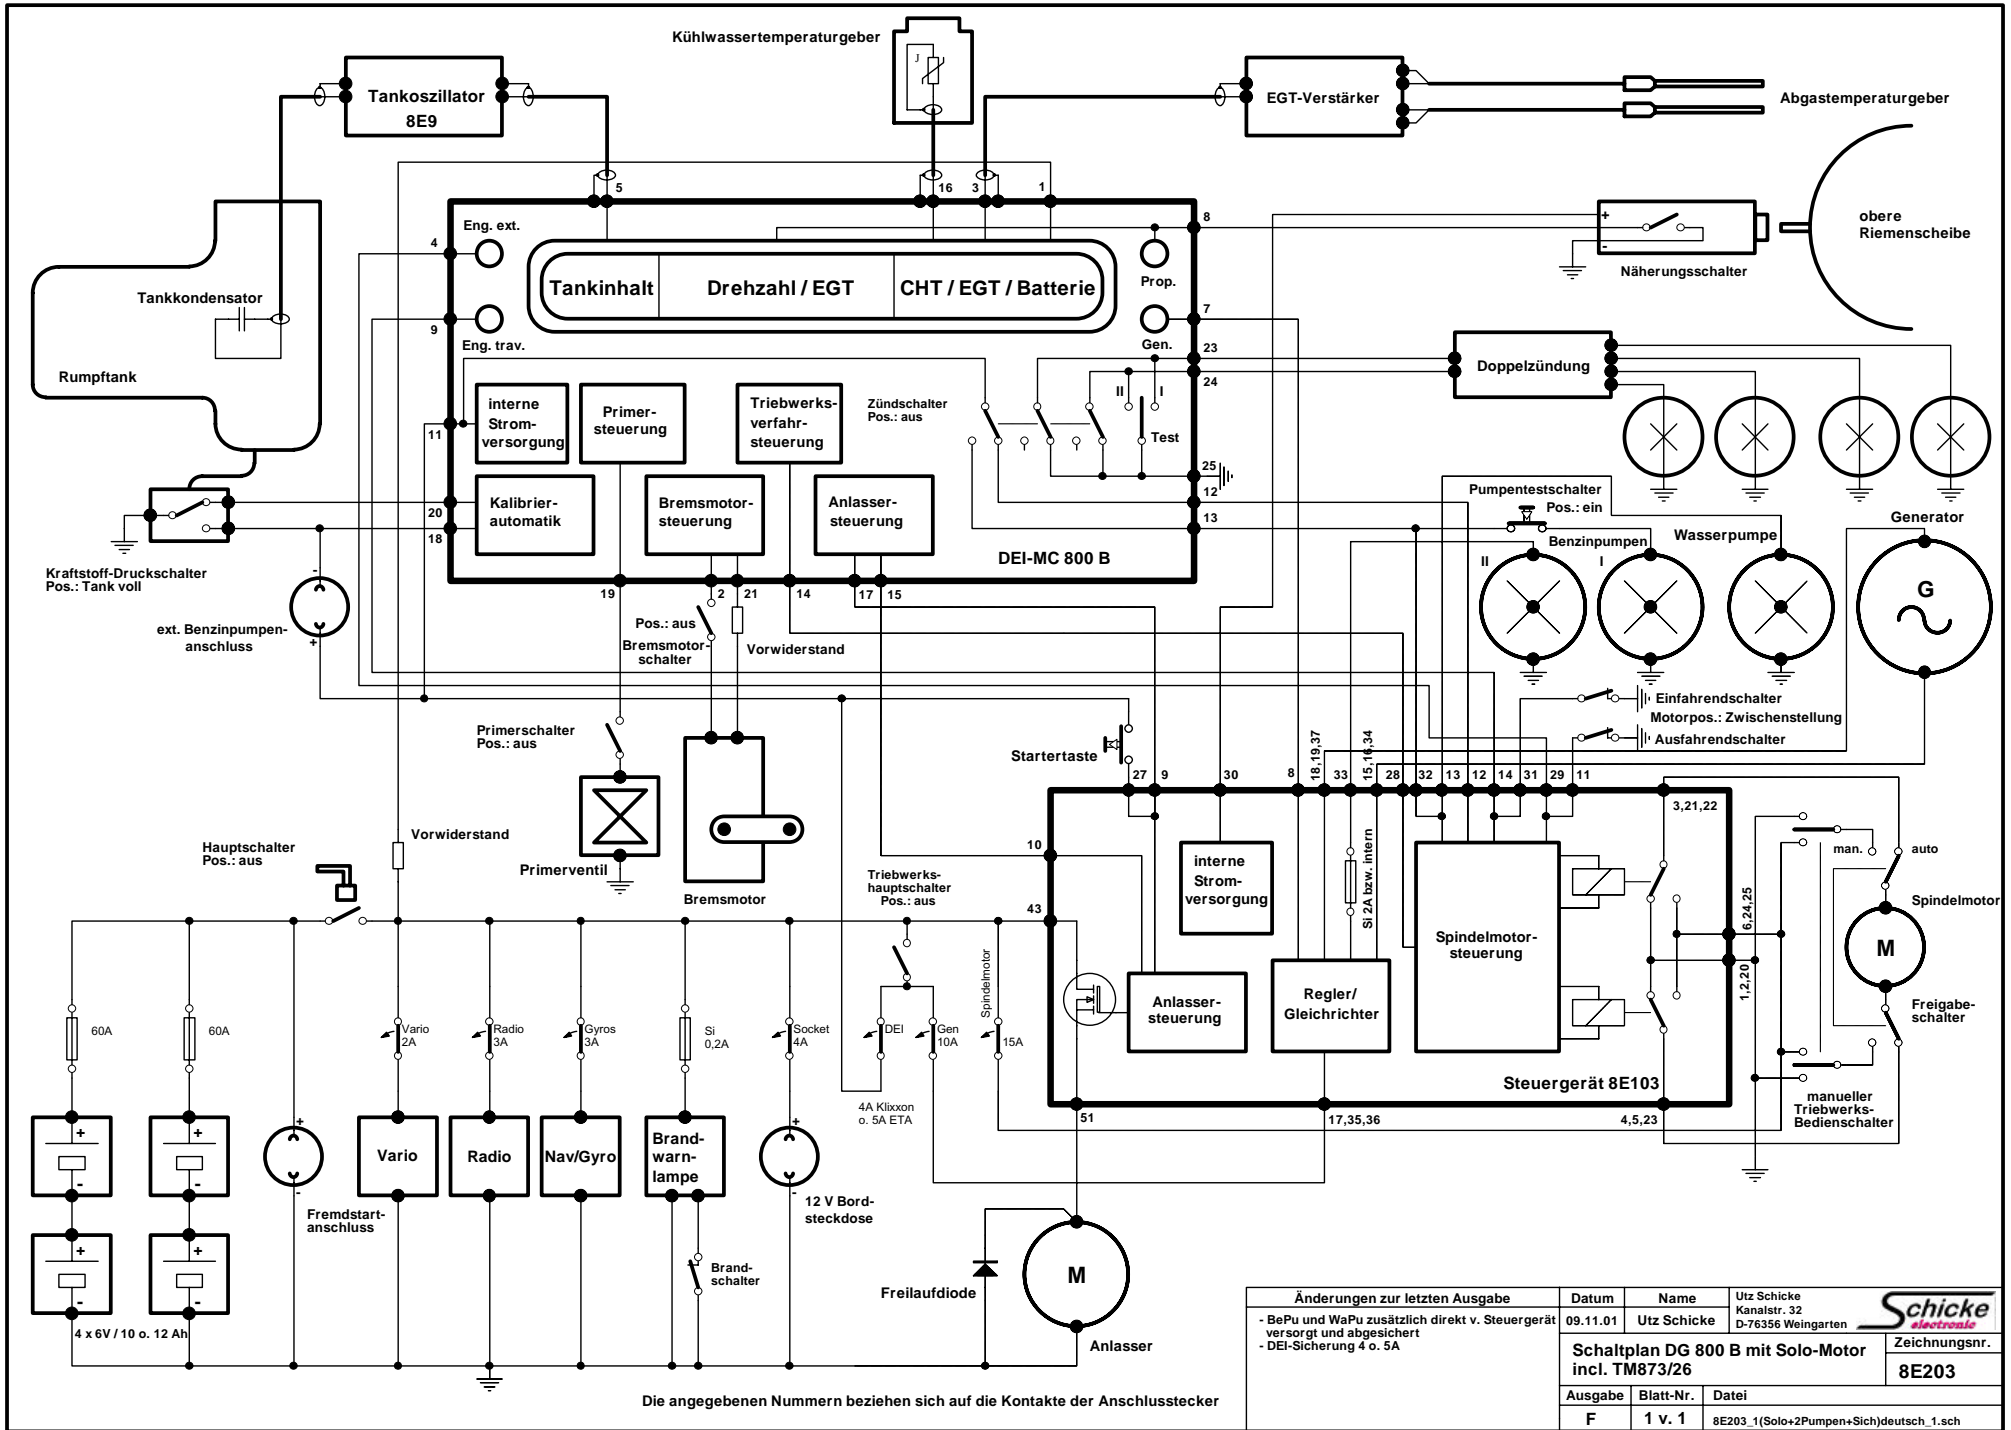 Kühlwassertemperaturgeber
J
Tankoszillator
8E9
EGT-Verstärker
Abgastemperaturgeber
5
16
3
1
8
obere
Riemenscheibe
+
-
Näherungsschalter
Eng. ext.
4
Tankinhalt
Drehzahl / EGT
CHT / EGT / Batterie
Prop.
7
Gen.
9
Eng. trav.
Tankkondensator
Rumpftank
23
24
Doppelzündung
interne
Strom-
versorgung
Primer-
steuerung
Triebwerks-
verfahr-
steuerung
Zündschalter
Pos.: aus
II
I
Test
11
25
12
13
Kalibrier-
automatik
Bremsmotor-
steuerung
Anlasser-
steuerung
20
18
DEI-MC 800 B
Pumpentestschalter
Pos.: ein
Benzinpumpen
Wasserpumpe
Generator
II
I
G
Kraftstoff-Druckschalter
Pos.: Tank voll
-
+
ext. Benzinpumpen-
anschluss
19
2
21
14
17
15
Pos.: aus
Bremsmotor-
schalter
Vorwiderstand
Einfahrendschalter
Motorpos.: Zwischenstellung
Ausfahrendschalter
Primerschalter
Pos.: aus
Startertaste
27
9
30
8
18,19,37
33
15,16,34
28
32
13
12
14
31
29
11
3,21,22
Hauptschalter
Pos.: aus
Vorwiderstand
Primerventil
Bremsmotor
Triebwerks-
hauptschalter
Pos.: aus
10
43
interne
Strom-
versorgung
Si 2A bzw. intern
Spindelmotor-
steuerung
man.
auto
Spindelmotor
M
6,24,25
1,2,20
Freigabe-
schalter
60A
60A
Vario
2A
Radio
3A
Gyros
3A
Si
0,2A
Socket
4A
DEI
Gen
10A
Spindelmotor
15A
Anlasser-
steuerung
Regler/
Gleichrichter
Steuergerät 8E103
4A Klixxon
o. 5A ETA
51
17,35,36
4,5,23
manueller
Triebwerks-
Bedienschalter
+
-
+
-
+
-
Vario
Radio
Nav/Gyro
Brand-
warn-
lampe
+
-
Fremdstart-
anschluss
12 V Bord-
steckdose
+
-
+
-
Brand-
schalter
Freilaufdiode
M
Anlasser
4 x 6V / 10 o. 12 Ah
Die angegebenen Nummern beziehen sich auf die Kontakte der Anschlusstecker
Änderungen zur letzten Ausgabe
- BePu und WaPu zusätzlich direkt v. Steuergerät
versorgt und abgesichert
- DEI-Sicherung 4 o. 5A
Datum
Name
09.11.01
Utz Schicke
Utz Schicke
Kanalstr. 32
D-76356 Weingarten
Schicke
electronic
Schaltplan DG 800 B mit Solo-Motor
incl. TM873/26
Zeichnungsnr.
8E203
Ausgabe
Blatt-Nr.
Datei
F
1 v. 1
8E203_1(Solo+2Pumpen+Sich)deutsch_1.sch